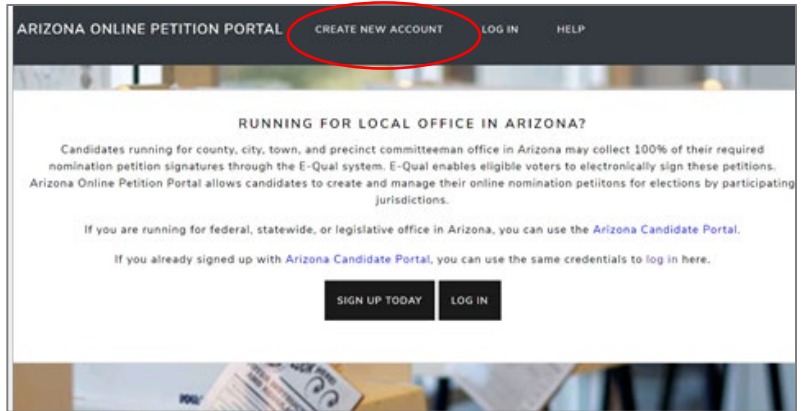 ARIZONA ONLINE PETITION PORTAL CREATE NEW ACCOUNT LOG IN HELP
RUNNING FOR LOCAL OFFICE IN ARIZONA?
Candidates running for county, city, town, and precinct committeeman office in Arizona may collect 100% of their required
nomination petition signatures through the E-Qual system. E-Qual enables eligible voters to electronically sign these petitions.
Arizona Online Petition Portal allows candidates to create and manage their online nomination petiitons for elections by participating
jurisdictions.
If you are running for federal, statewide, or legislative office in Arizona, you can use the Arizona Candidate Portal.
If you already signed up with Arizona Candidate Portal, you can use the same credentials to log in here.
SIGN UP TODAY LOG IN